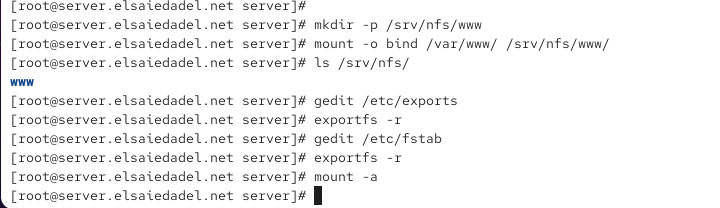 [root@server.elsaiedadel.net server]#
[root@server.elsaiedadel.net server]# mkdir -p /srv/nfs/www
[root@server.elsaiedadel.net server]# mount -o bind /var/www/ /srv/nfs/www/
[root@server.elsaiedadel.net server]# ls /srv/nfs/
www
[root@server.elsaiedadel.net server]# gedit /etc/exports
[root@server.elsaiedadel.net server]# exportfs -r
[root@server.elsaiedadel.net server]# gedit /etc/fstab
[root@server.elsaiedadel.net server]# exportfs -r
[root@server.elsaiedadel.net server]# mount -a
[root@server.elsaiedadel.net server]#